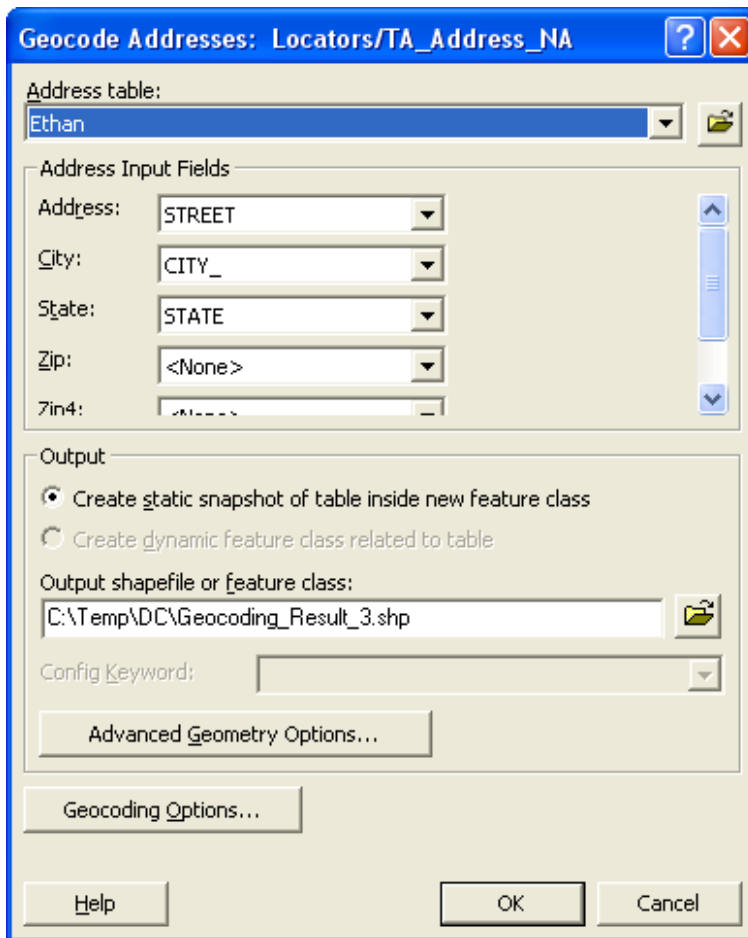 Geocode Addresses: Locators/TA_Address_NA
Address table:
Ethan
Address Input Fields
Address: STREET
City: CITY_
State: STATE
Zip: <None>
Zip4: <None>
Output
Create static snapshot of table inside new feature class
Create dynamic feature class related to table
Output shapefile or feature class:
C:\Temp\DC\Geocoding_Result_3.shp
Config Keyword:
Advanced Geometry Options...
Geocoding Options...
Help OK Cancel